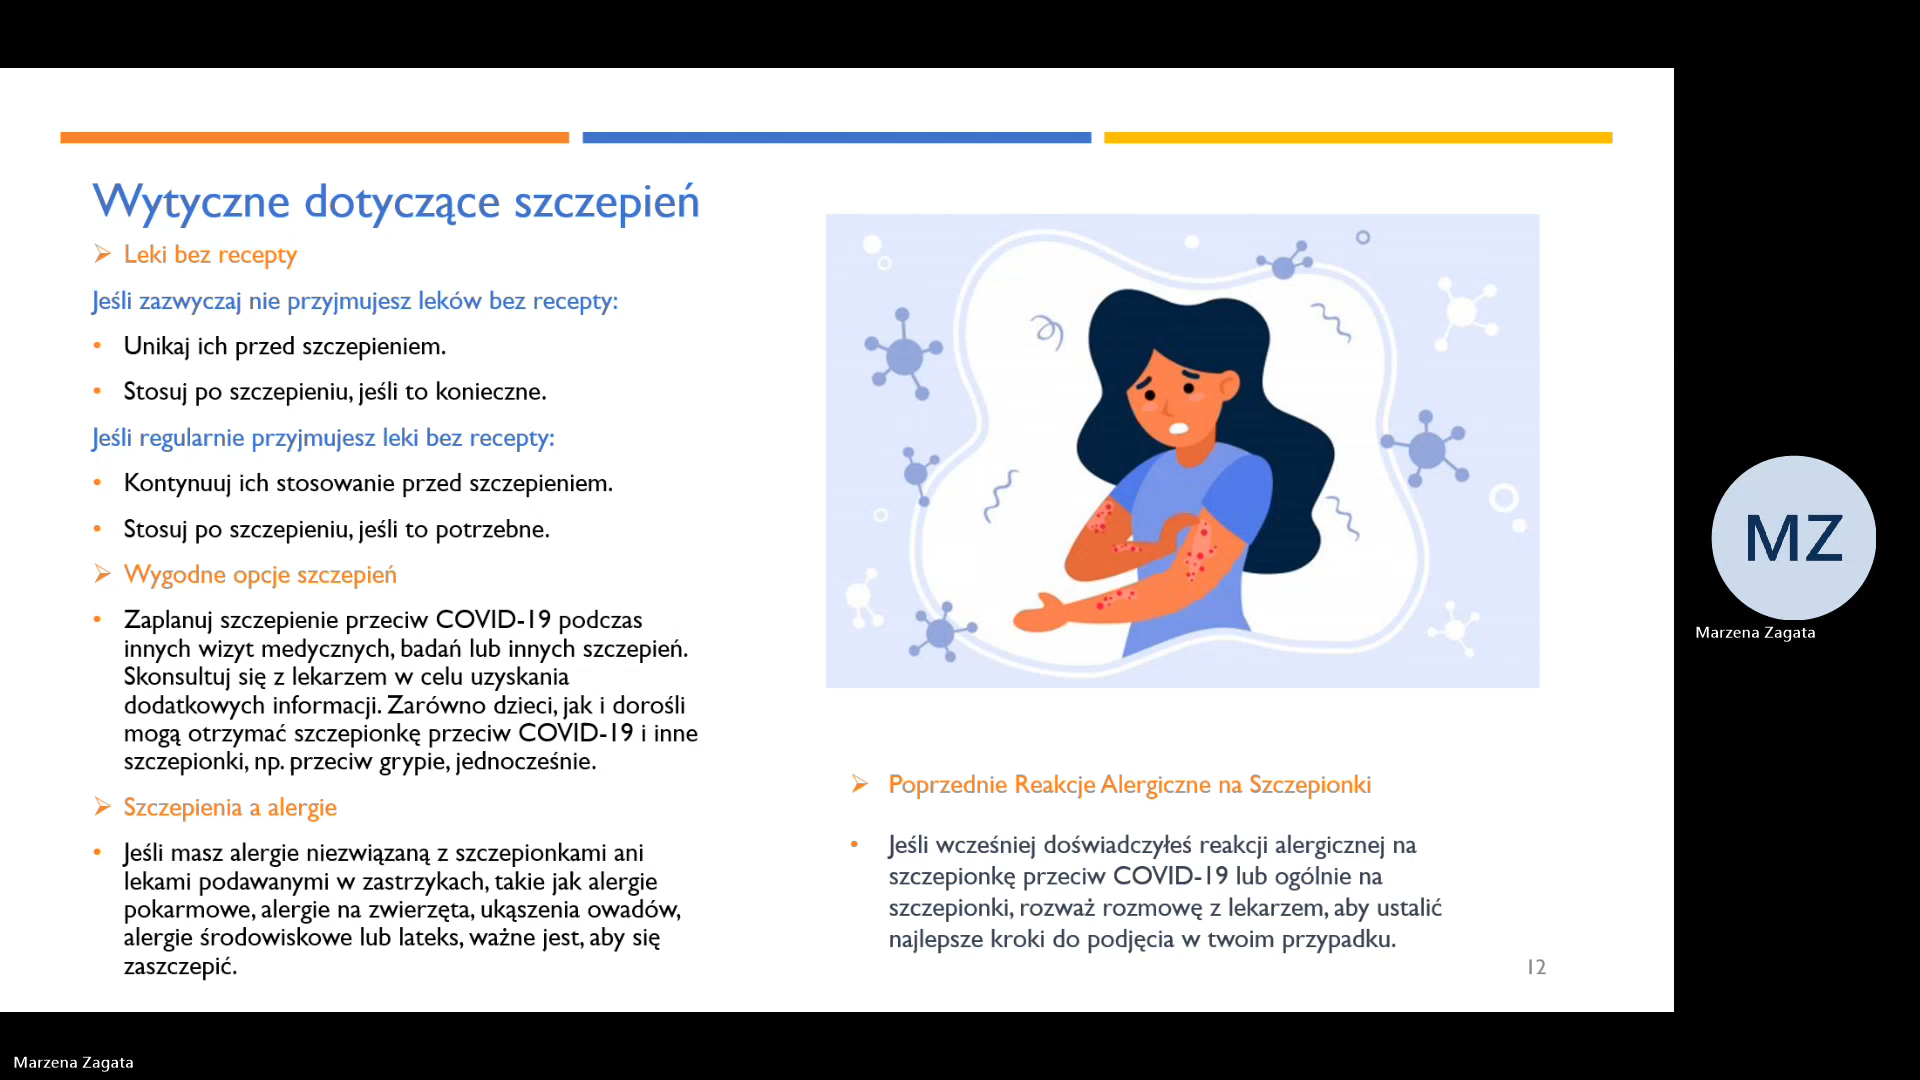 Wytyczne dotyczące szczepień
Leki bez recepty
Jeśli zazwyczaj nie przyjmujesz leków bez recepty:
Unikaj ich przed szczepieniem.
Stosuj po szczepieniu, jeśli to konieczne.
Jeśli regularnie przyjmujesz leki bez recepty:
Kontynuuj ich stosowanie przed szczepieniem.
Stosuj po szczepieniu, jeśli to potrzebne.
Wygodne opcje szczepień
Zaplanuj szczepienie przeciw COVID-19 podczas
innych wizyt medycznych, badań lub innych szczepień.
Skonsultuj się z lekarzem w celu uzyskania
dodatkowych informacji. Zarówno dzieci, jak i dorośli
mogą otrzymać szczepionkę przeciw COVID-19 i inne
szczepionki, np. przeciw grypie, jednocześnie.
Szczepienia a alergie
Jeśli masz alergie niezwiązaną z szczepionkami ani
lekami podawanymi w zastrzykach, takie jak alergie
pokarmowe, alergie na zwierzęta, ukąszenia owadów,
alergie środowiskowe lub lateks, ważne jest, aby się
zaszczepić.
Poprzednie Reakcje Alergiczne na Szczepionki
Jeśli wcześniej doświadczyłeś reakcji alergicznej na
szczepionkę przeciw COVID-19 lub ogólnie na
szczepionki, rozważ rozmowę z lekarzem, aby ustalić
najlepsze kroki do podjęcia w twoim przypadku.
12
MZ
Marzena Zagata
Marzena Zagata